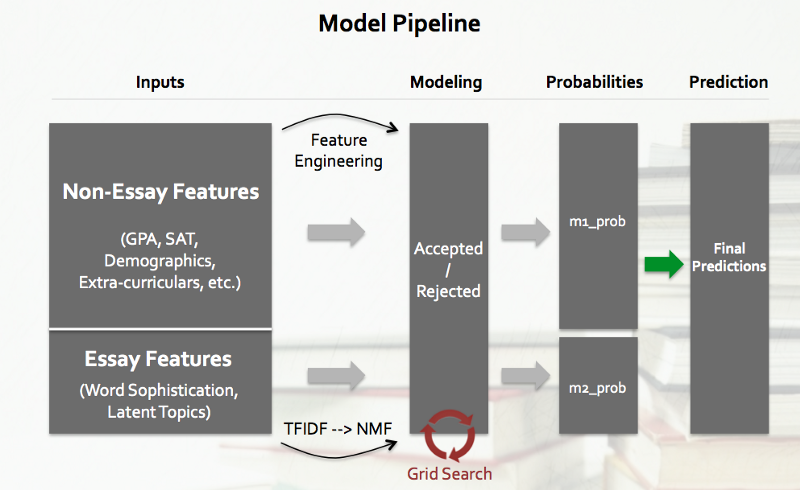 Model Pipeline
Inputs
Modeling
Probabilities
Prediction
Feature
Engineering
Non-Essay Features
(GPA, SAT,
Demographics,
Extra-curriculars, etc.)
Essay Features
(Word Sophistication,
Latent Topics)
TFIDF --> NMF
Accepted
/
Rejected
Grid Search
m1_prob
m2_prob
Final
Predictions